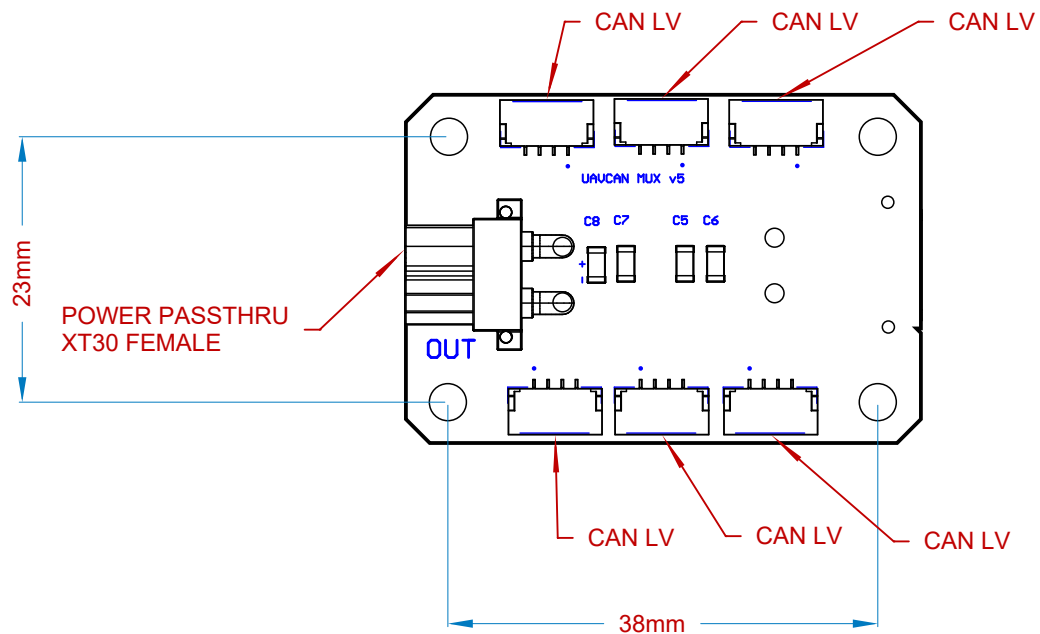 CAN LV
CAN LV
CAN LV
UAVCAN MUX v5
C8
C7
C5
C6
+
-
23mm
POWER PASSTHRU
XT30 FEMALE
OUT
CAN LV
CAN LV
CAN LV
38mm